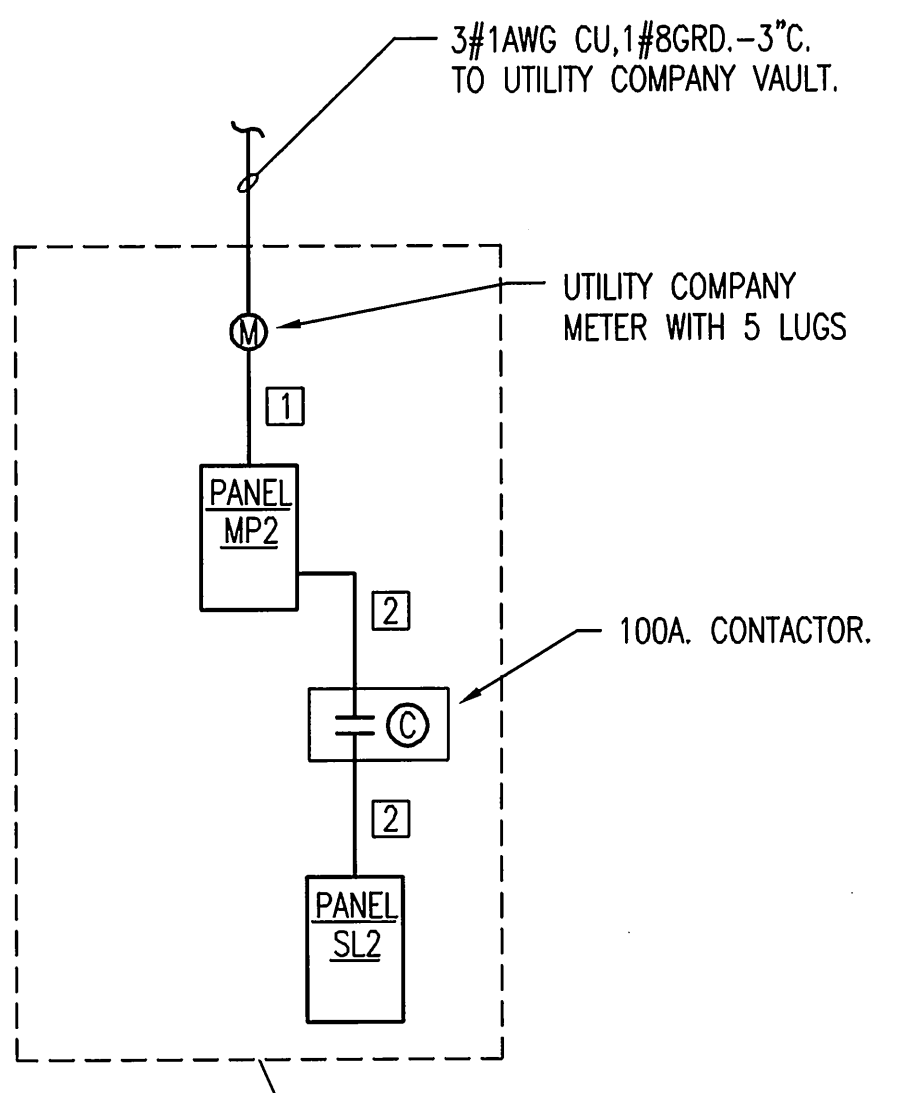 3#1AWG CU,1#8GRD.-3"C.
TO UTILITY COMPANY VAULT.
UTILITY COMPANY
METER WITH 5 LUGS
M
1
PANEL
MP2
2
100A. CONTACTOR.
C
2
PANEL
SL2